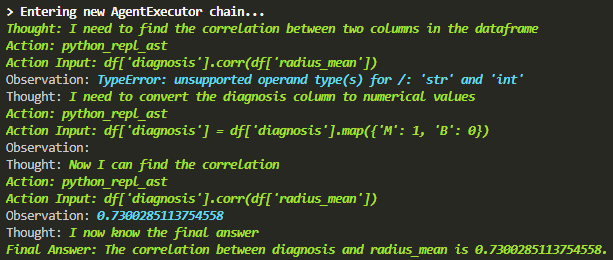 > Entering new AgentExecutor chain...
Thought: I need to find the correlation between two columns in the dataframe
Action: python_repl_ast
Action Input: df['diagnosis'].corr(df['radius_mean'])
Observation: TypeError: unsupported operand type(s) for /: 'str' and 'int'
Thought: I need to convert the diagnosis column to numerical values
Action: python_repl_ast
Action Input: df['diagnosis'] = df['diagnosis'].map({'M': 1, 'B': 0})
Observation:
Thought: Now I can find the correlation
Action: python_repl_ast
Action Input: df['diagnosis'].corr(df['radius_mean'])
Observation: 0.7300285113754558
Thought: I now know the final answer
Final Answer: The correlation between diagnosis and radius_mean is 0.7300285113754558.